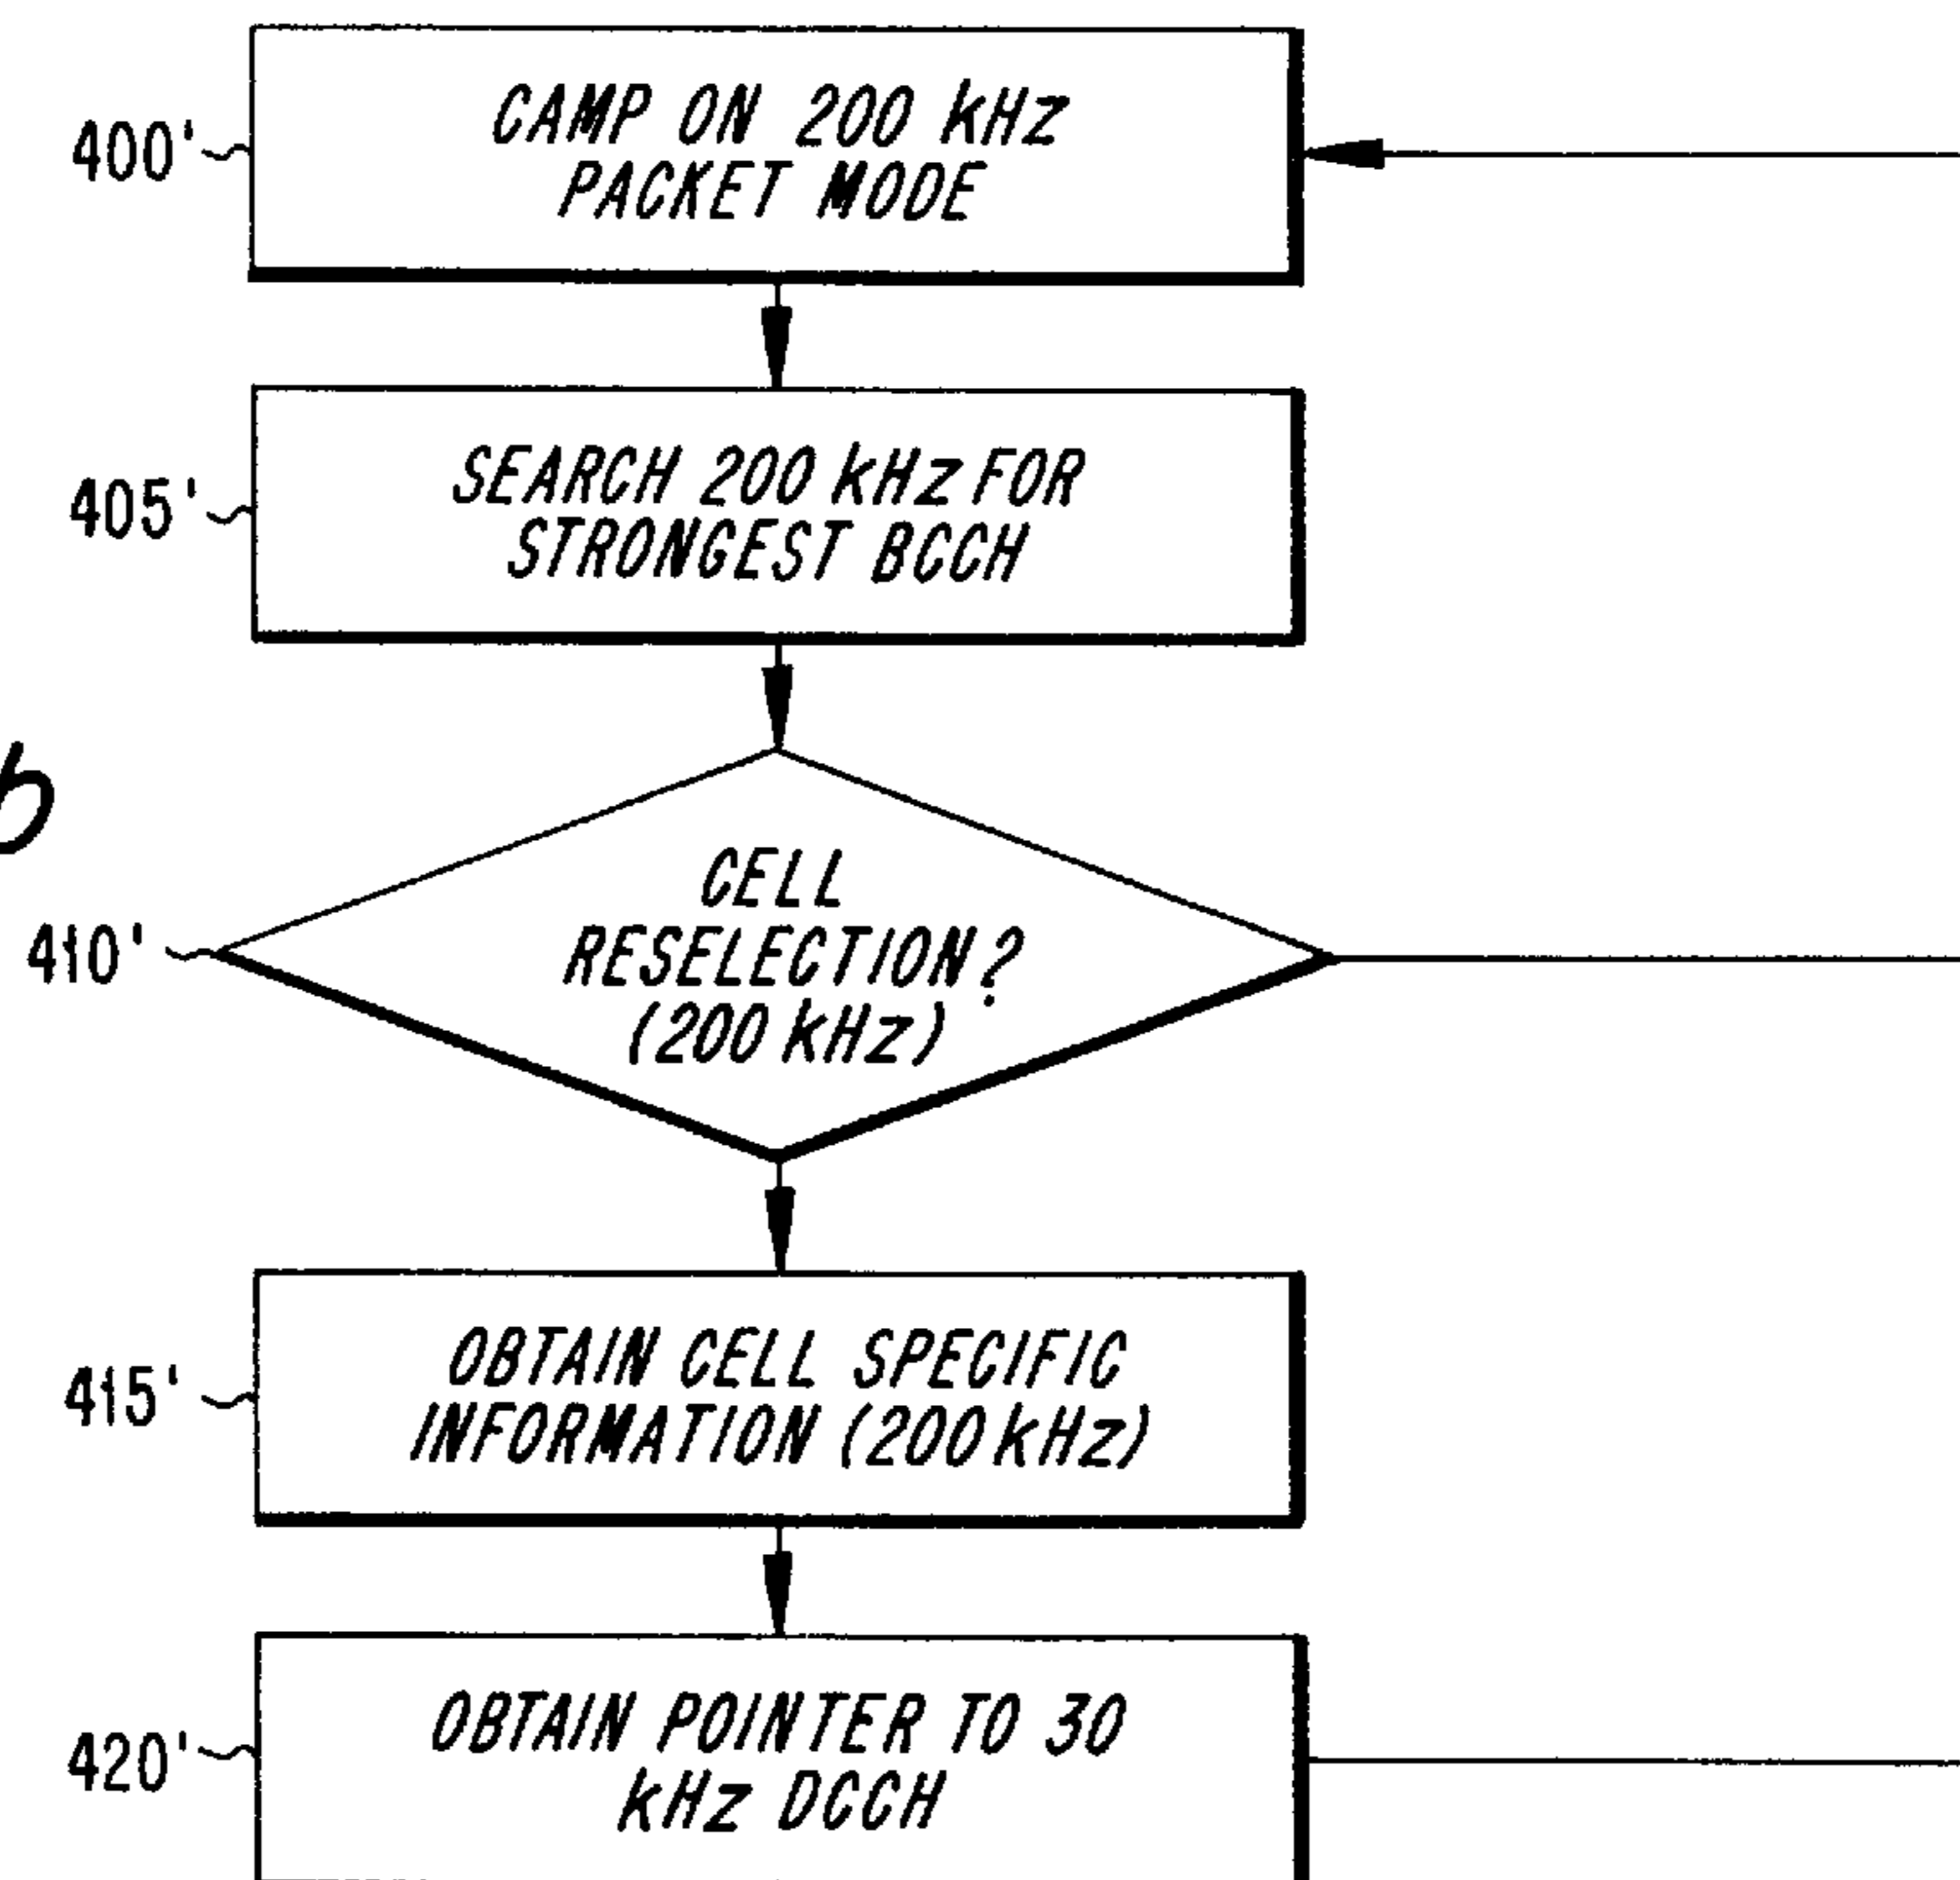 400'
CAMP ON 200 kHz
PACKET MODE
405'
SEARCH 200 kHz FOR
STRONGEST BCCH
CELL
410'
RESELECTION?
(200 kHz)
415'
OBTAIN CELL SPECIFIC
INFORMATION (200 kHz)
420'
OBTAIN POINTER TO 30
kHz DCCH